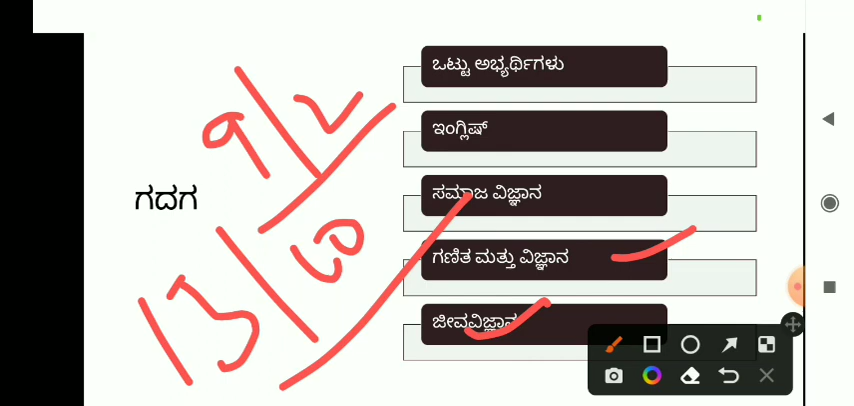 ಒಟ್ಟು ಅಭ್ಯರ್ಥಿಗಳು
ಇಂಗ್ಲಿಷ್
ಗದಗ
ಸಮಾಜ ವಿಜ್ಞಾನ
ಗಣಿತ ಮತ್ತು ವಿಜ್ಞಾನ
ಜೀವವಿಜ್ಞಾನ